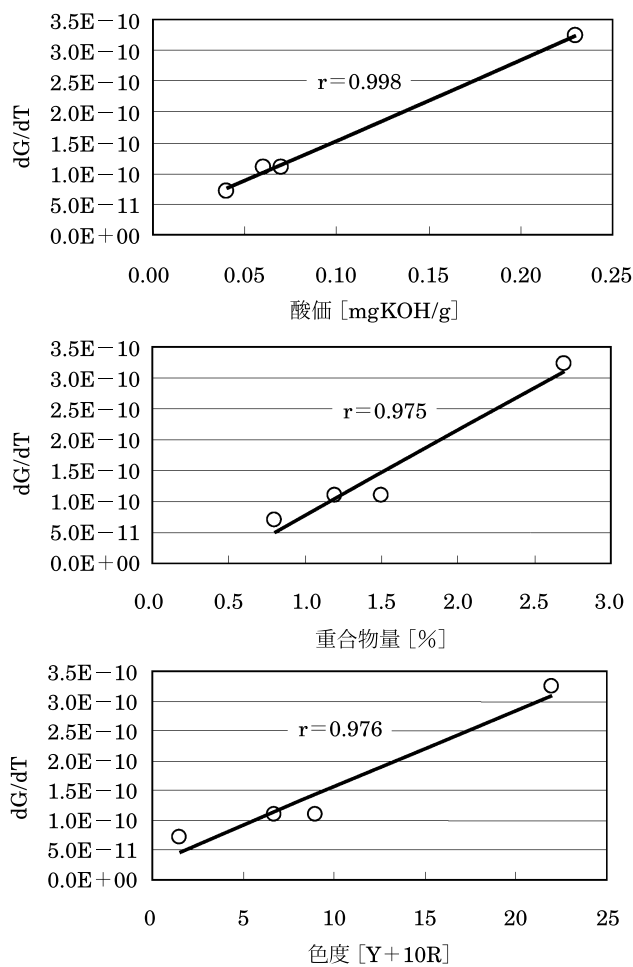 3.5E－10
3.0E－10
2.5E－10
2.0E－10
1.5E－10
1.0E－10
5.0E－11
0.0E＋00
dG/dT
r＝0.998
0.00 0.05 0.10 0.15 0.20 0.25
酸価［mgKOH/g］
3.5E－10
3.0E－10
2.5E－10
2.0E－10
1.5E－10
1.0E－10
5.0E－11
0.0E＋00
dG/dT
r＝0.975
0.0 0.5 1.0 1.5 2.0 2.5 3.0
重合物量［％］
3.5E－10
3.0E－10
2.5E－10
2.0E－10
1.5E－10
1.0E－10
5.0E－11
0.0E＋00
dG/dT
r＝0.976
0 5 10 15 20 25
色度［Y＋10R］